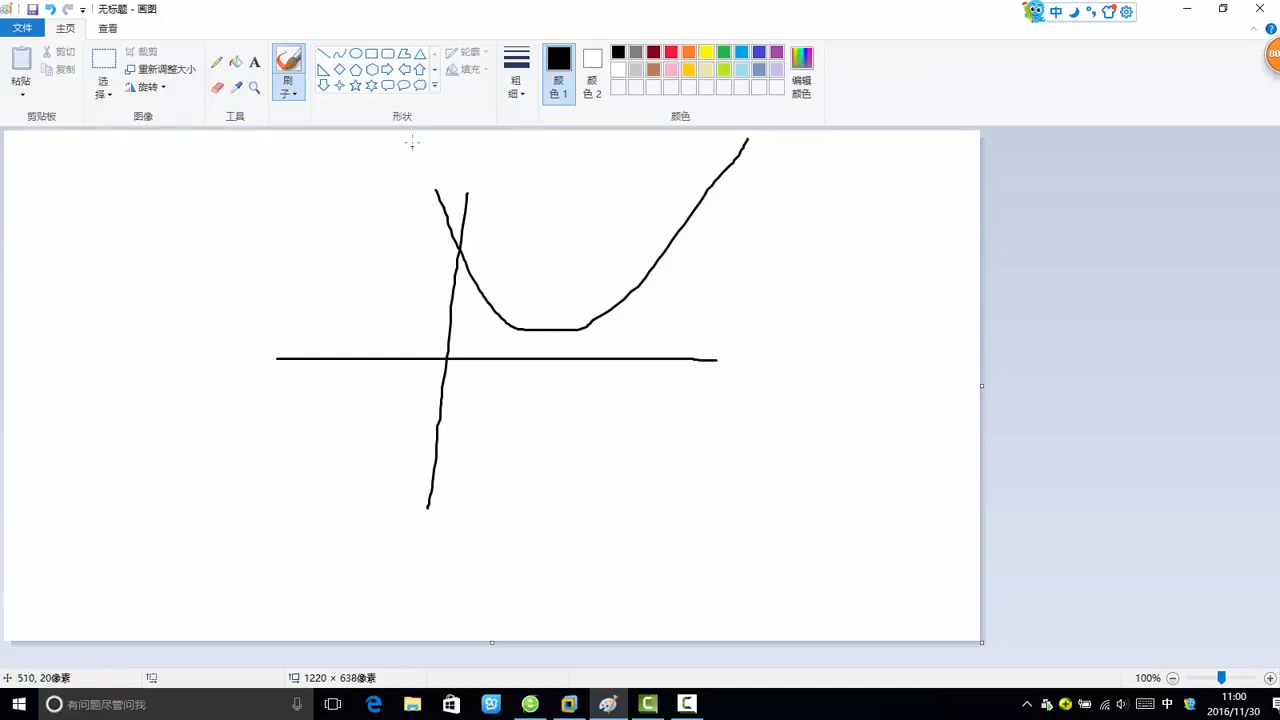 无标题 - 画图
中
文件 主页 查看
粘贴
剪切
复制
选
择
裁剪
重新调整大小
旋转
A
刷
子
轮廓
填充
粗
细
颜
色 1
颜
色 2
编辑
颜色
剪贴板 图像 工具 形状 颜色
510, 20像素 1220 × 638像素 100%
有问题尽管问我
中
11:00
2016/11/30